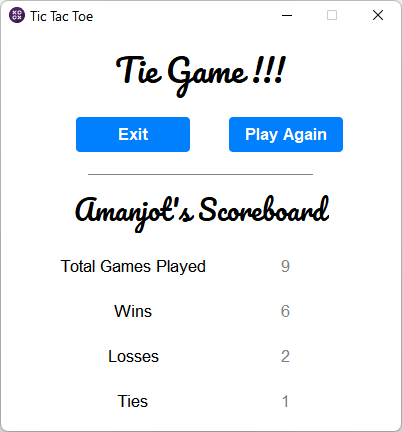 Tic Tac Toe
Tie Game !!!
Exit Play Again
Amanjot's Scoreboard
Total Games Played 9
Wins 6
Losses 2
Ties 1